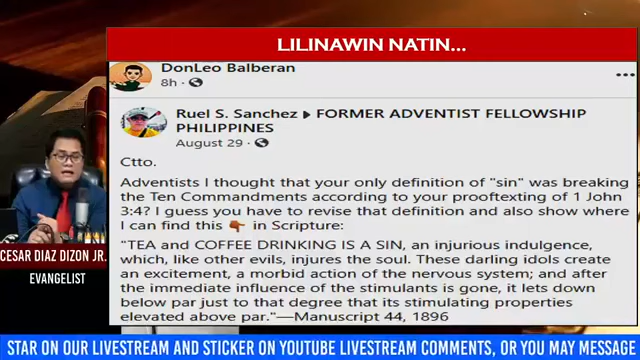 LILINAWIN NATIN...
DonLeo Balberan
8h
Ruel S. Sanchez ▸ FORMER ADVENTIST FELLOWSHIP
PHILIPPINES
August 29
Ctto.
Adventists I thought that your only definition of "sin" was breaking
the Ten Commandments according to your prooftexting of 1 John
3:4? I guess you have to revise that definition and also show where
I can find this 👇 in Scripture:
"TEA and COFFEE DRINKING IS A SIN, an injurious indulgence,
which, like other evils, injures the soul. These darling idols create
an excitement, a morbid action of the nervous system; and after
the immediate influence of the stimulants is gone, it lets down
below par just to that degree that its stimulating properties
elevated above par."—Manuscript 44, 1896
CESAR DIAZ DIZON JR.
EVANGELIST
STAR ON OUR LIVESTREAM AND STICKER ON YOUTUBE LIVESTREAM COMMENTS, OR YOU MAY MESSAGE